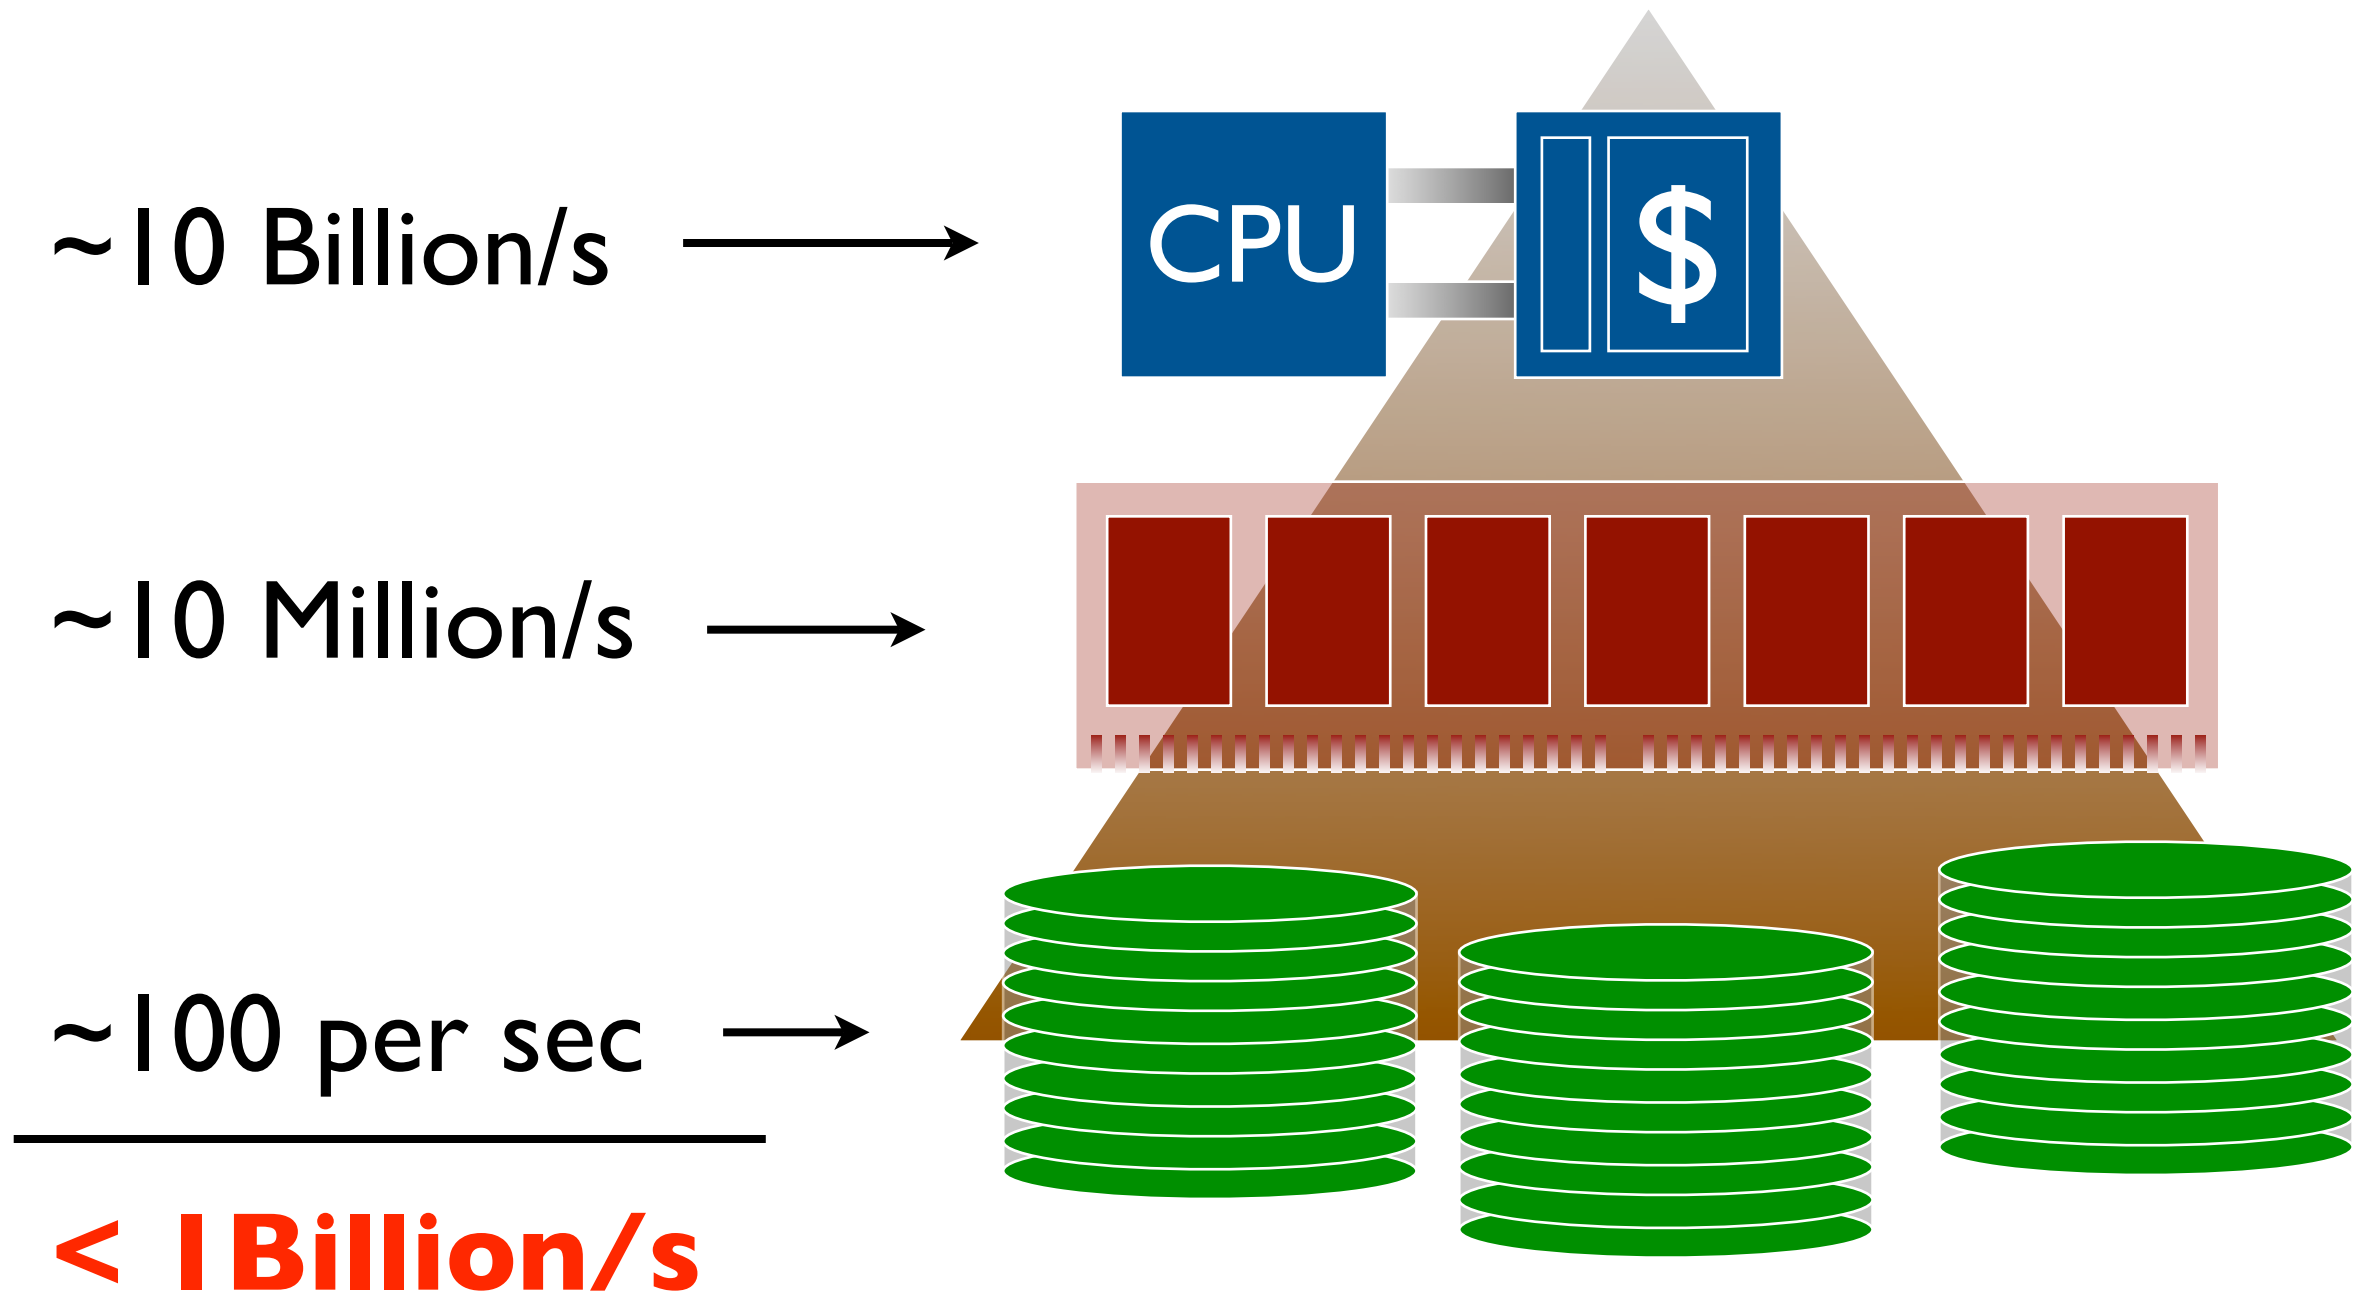 ~10 Billion/s
CPU
$
~10 Million/s
~100 per sec
< 1Billion/s